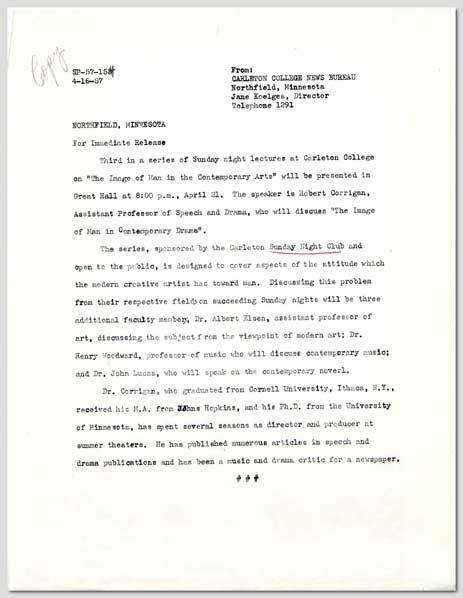 Copy
SP-57-158
4-16-57
From:
CARLETON COLLEGE NEWS BUREAU
Northfield, Minnesota
Jane Koelges, Director
Telephone 1291
NORTHFIELD, MINNESOTA
For Immediate Release
Third in a series of Sunday night lectures at Carleton College
on "The Image of Man in the Contemporary Arts" will be presented in
Great Hall at 8:00 p.m., April 21. The speaker is Robert Corrigan,
Assistant Professor of Speech and Drama, who will discuss "The Image
of Man in Contemporary Drama".
The series, sponsored by the Carleton Sunday Night Club and
open to the public, is designed to cover aspects of the attitude which
the modern creative artist has toward man. Discussing this problem
from their respective fields on succeeding Sunday nights will be three
additional faculty member, Dr. Albert Elsen, assistant professor of
art, discussing the subject from the viewpoint of modern art; Dr.
Henry Woodward, professor of music who will discuss contemporary music;
and Dr. John Lucas, who will speak on the contemporary noverl.
Dr. Corrigan, who graduated from Cornell University, Ithaca, N.Y.,
received his M.A. from JJhns Hopkins, and his Ph.D. from the University
of Minnesota, has spent several seasons as director and producer at
summer theaters. He has published numerous articles in speech and
drama publications and has been a music and drama critic for a newspaper.
###